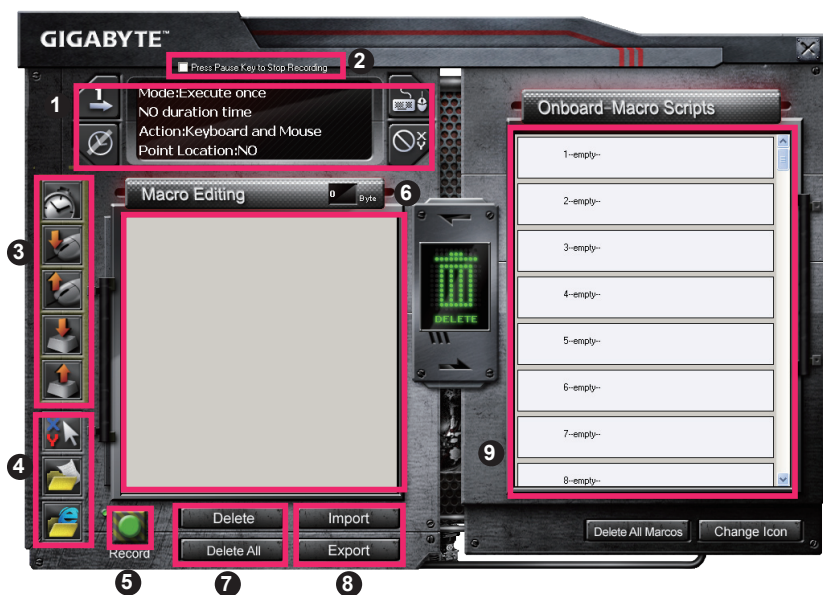 GIGABYTE™
Press Pause Key to Stop Recording
2
1
1
Mode:Execute once
NO duration time
Action:Keyboard and Mouse
Point Location:NO
X
Y
Onboard-Macro Scripts
Macro Editing
0
Byte
6
3
DELETE
1--empty--
2--empty--
3--empty--
4--empty--
5--empty--
6--empty--
7--empty--
8--empty--
9
4
X
Y
Record
Delete
Import
Delete All
Export
Delete All Marcos
Change Icon
5
7
8